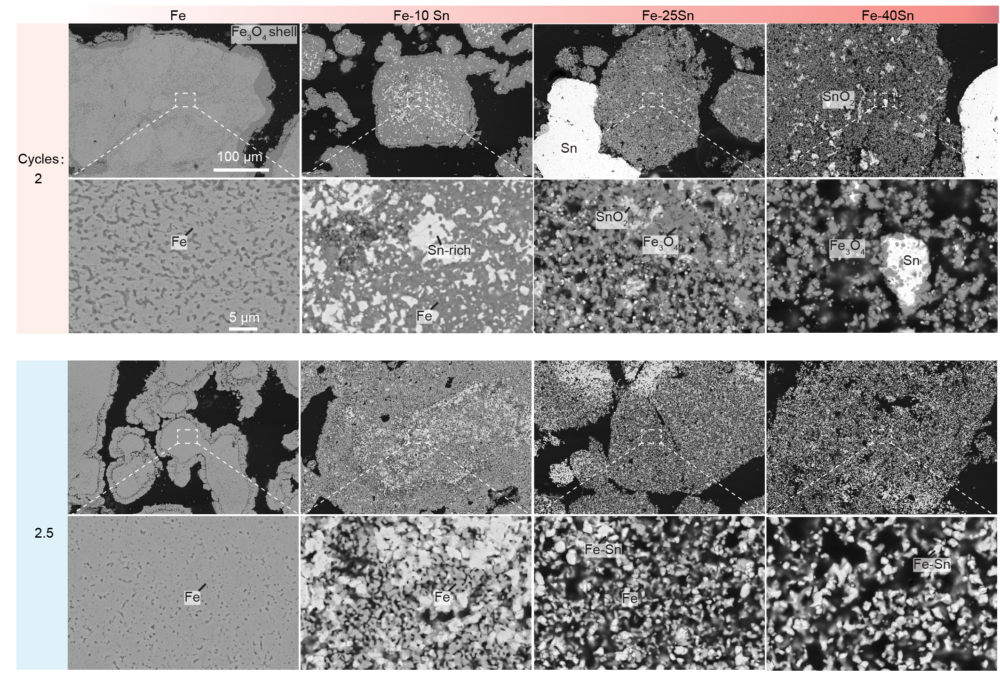 Fe
Fe-10 Sn
Fe-25Sn
Fe-40Sn
Cycles:
2
Fe₃O₄ shell
100 μm
Sn
SnO₂
Fe
5 μm
Sn-rich
Fe
SnO₂
Fe₃O₄
Fe₃O₄
Sn
2.5
Fe
Fe
Fe-Sn
Fe
Fe-Sn